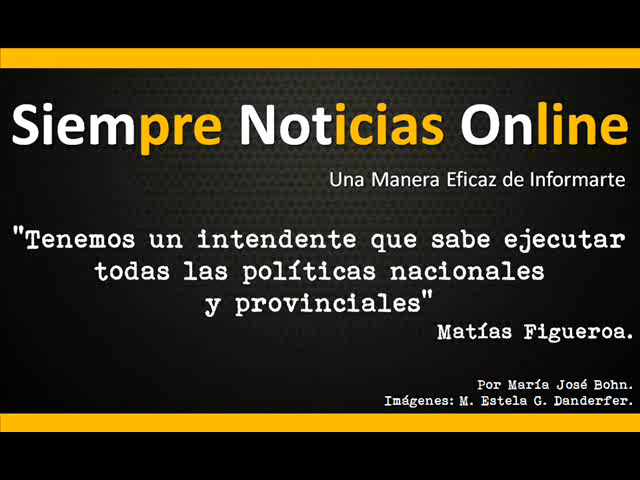 Siempre Noticias Online
Una Manera Eficaz de Informarte
"Tenemos un intendente que sabe ejecutar
todas las políticas nacionales
y provinciales"
Matías Figueroa.
Por María José Bohn.
Imágenes: M. Estela G. Danderfer.